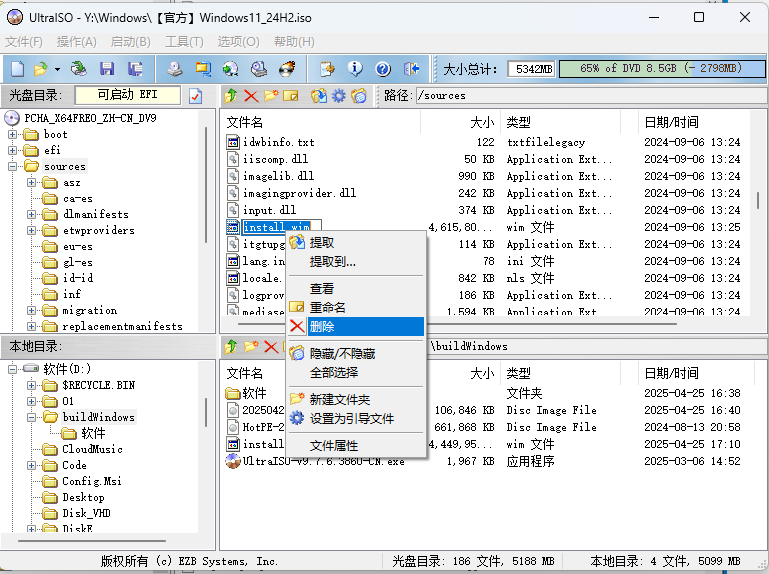 UltraISO - Y:\Windows\【官方】Windows11_24H2.iso
文件(F) 操作(A) 启动(B) 工具(T) 选项(O) 帮助(H)
大小总计: 5342MB 65% of DVD 8.5GB (- 2798MB)
光盘目录: 可启动 EFI 路径: /sources
PCHA_X64FREO_ZH-CN_DV9
boot
efi
sources
asz
ca-es
dlmanifests
etwproviders
eu-es
gl-es
id-id
inf
migration
replacementmanifests
文件名 大小 类型 日期/时间
idwbinfo.txt 122 txtfilelegacy 2024-09-06 13:24
iiscomp.dll 50 KB Application Ext... 2024-09-06 13:24
imagelib.dll 990 KB Application Ext... 2024-09-06 13:24
imagingprovider.dll 242 KB Application Ext... 2024-09-06 13:24
input.dll 374 KB Application Ext... 2024-09-06 13:24
install.wim 4,615,80... wim 文件 2024-09-06 13:25
itgtupg 114 KB Application Ext... 2024-09-06 13:24
lang.in 78 ini 文件 2024-09-06 13:24
locale. 842 KB nls 文件 2024-09-06 13:24
logprov 186 KB Application Ext... 2024-09-06 13:24
mediase 1,594 KB Application Ext... 2024-09-06 13:24
提取
提取到...
查看
重命名
删除
隐藏/不隐藏
全部选择
新建文件夹
设置为引导文件
文件属性
本地目录: \buildWindows
软件(D:)
$RECYCLE.BIN
01
buildWindows
软件
CloudMusic
Code
Config.Msi
Desktop
Disk_VHD
DiskE
文件名 大小 类型 日期/时间
软件 文件夹 2025-04-25 16:38
2025042 106,846 KB Disc Image File 2025-04-25 16:40
HotPE-2 661,868 KB Disc Image File 2024-08-13 20:58
install 4,449,95... wim 文件 2025-04-25 17:10
UltraISO-v9.7.6.3860-CN.exe 1,967 KB 应用程序 2025-03-06 14:52
版权所有 (c) EZB Systems, Inc. 光盘目录: 186 文件, 5188 MB 本地目录: 4 文件, 5099 MB